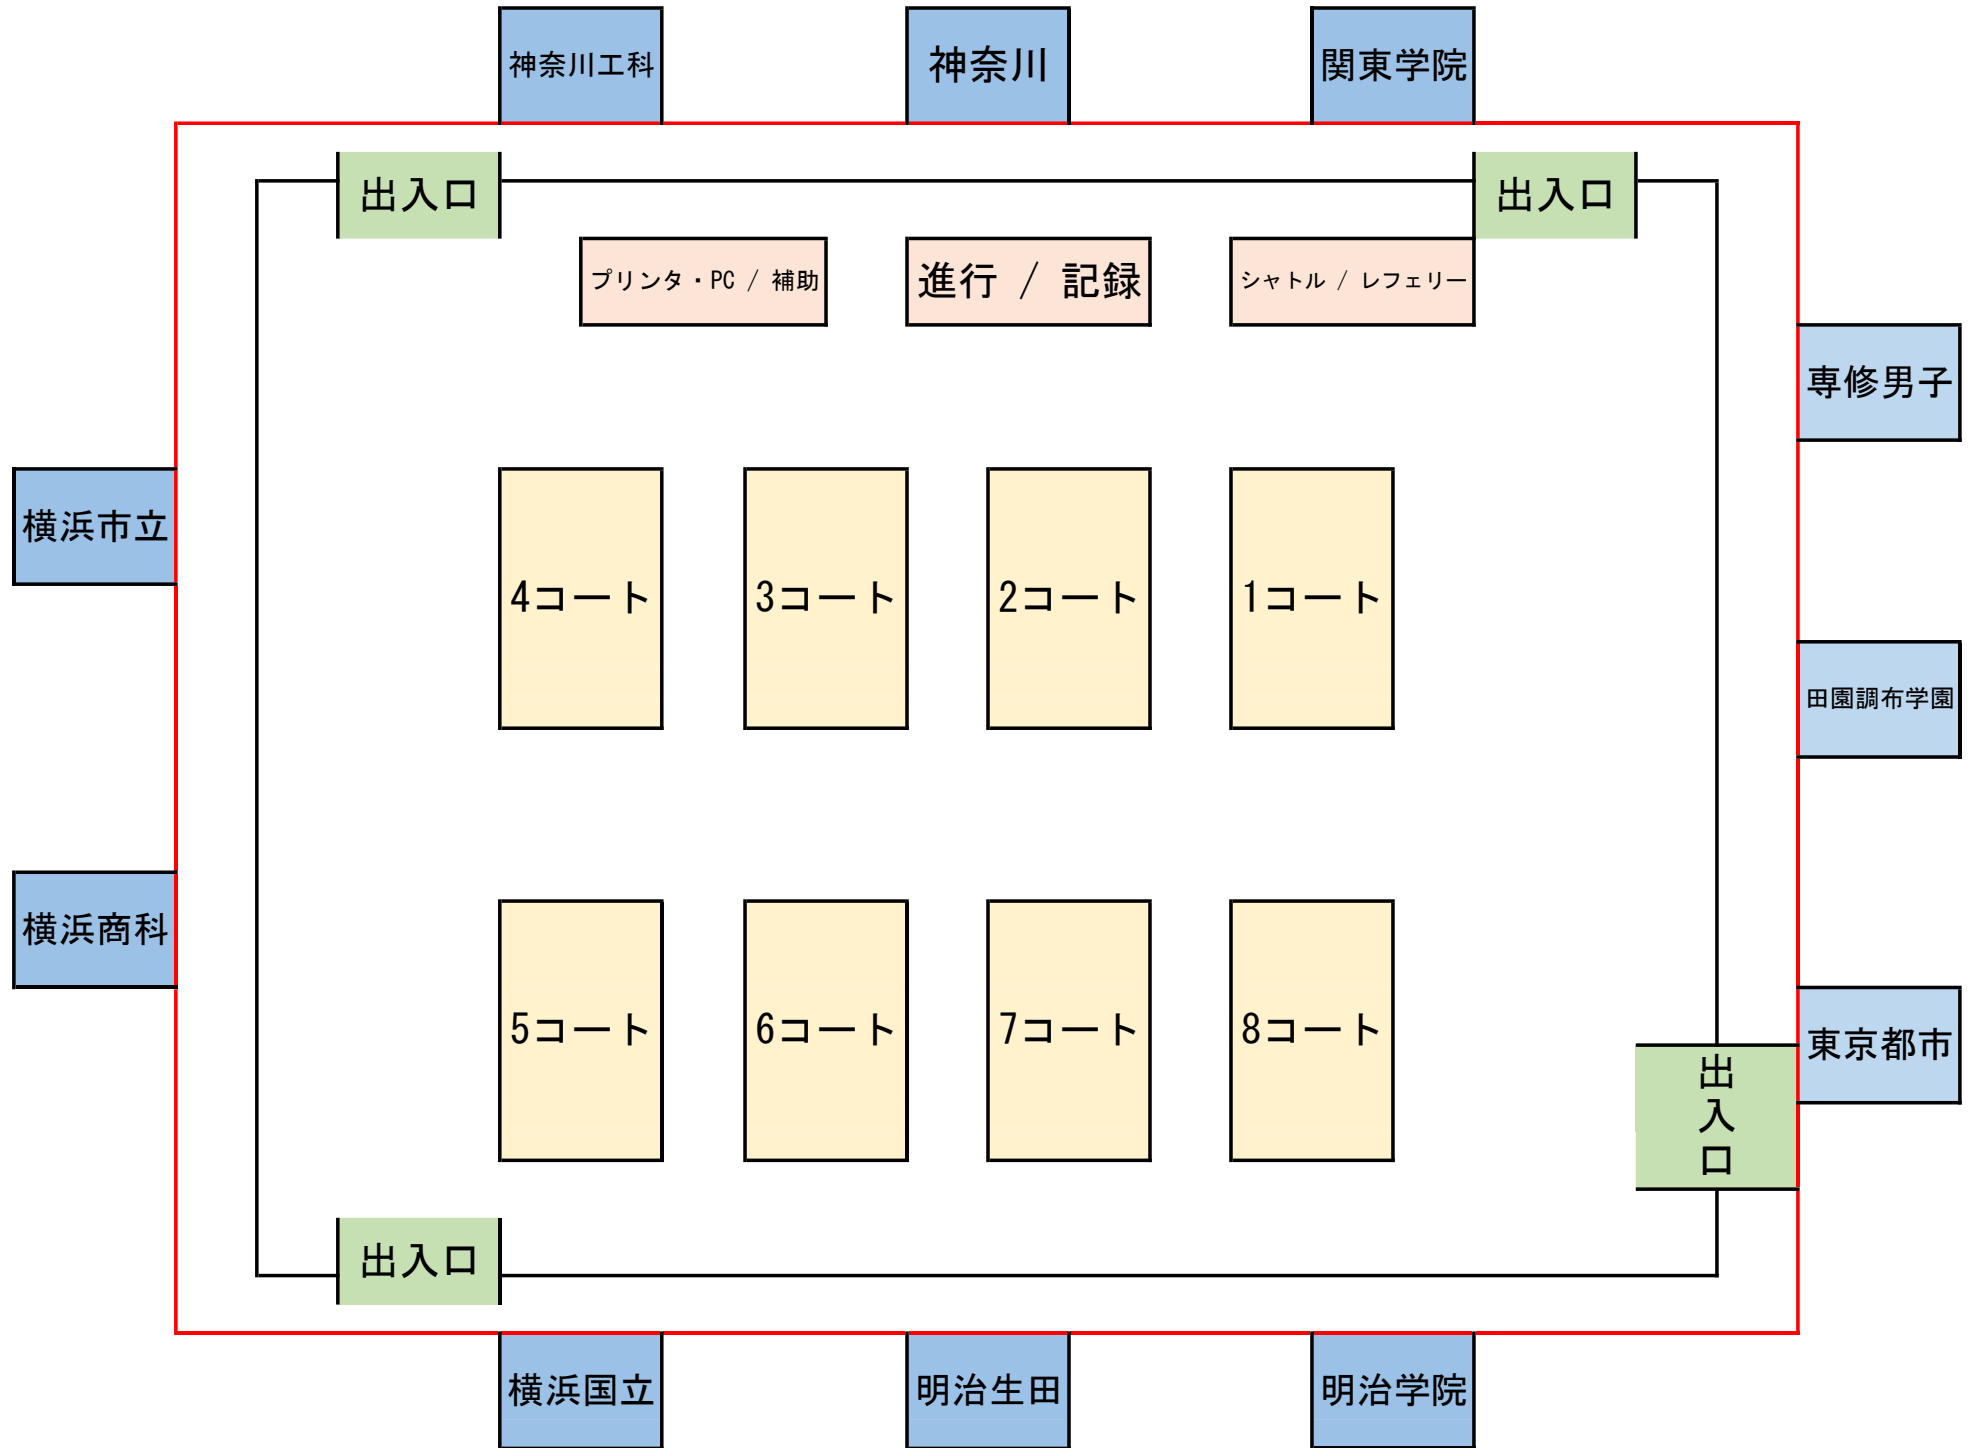 神奈川工科
神奈川
関東学院
出入口
出入口
プリンタ・PC / 補助
進行 / 記録
シャトル / レフェリー
専修男子
横浜市立
4コート
3コート
2コート
1コート
田園調布学園
横浜商科
5コート
6コート
7コート
8コート
東京都市
出
入
口
出入口
横浜国立
明治生田
明治学院